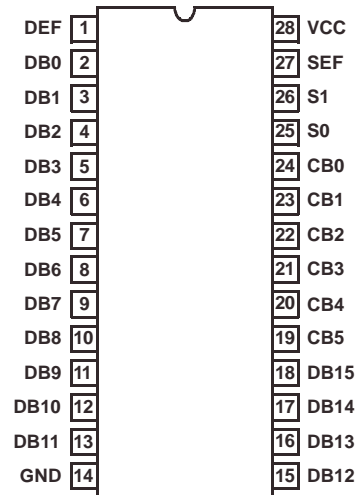 DEF 1 28 VCC
DB0 2 27 SEF
DB1 3 26 S1
DB2 4 25 S0
DB3 5 24 CB0
DB4 6 23 CB1
DB5 7 22 CB2
DB6 8 21 CB3
DB7 9 20 CB4
DB8 10 19 CB5
DB9 11 18 DB15
DB10 12 17 DB14
DB11 13 16 DB13
GND 14 15 DB12